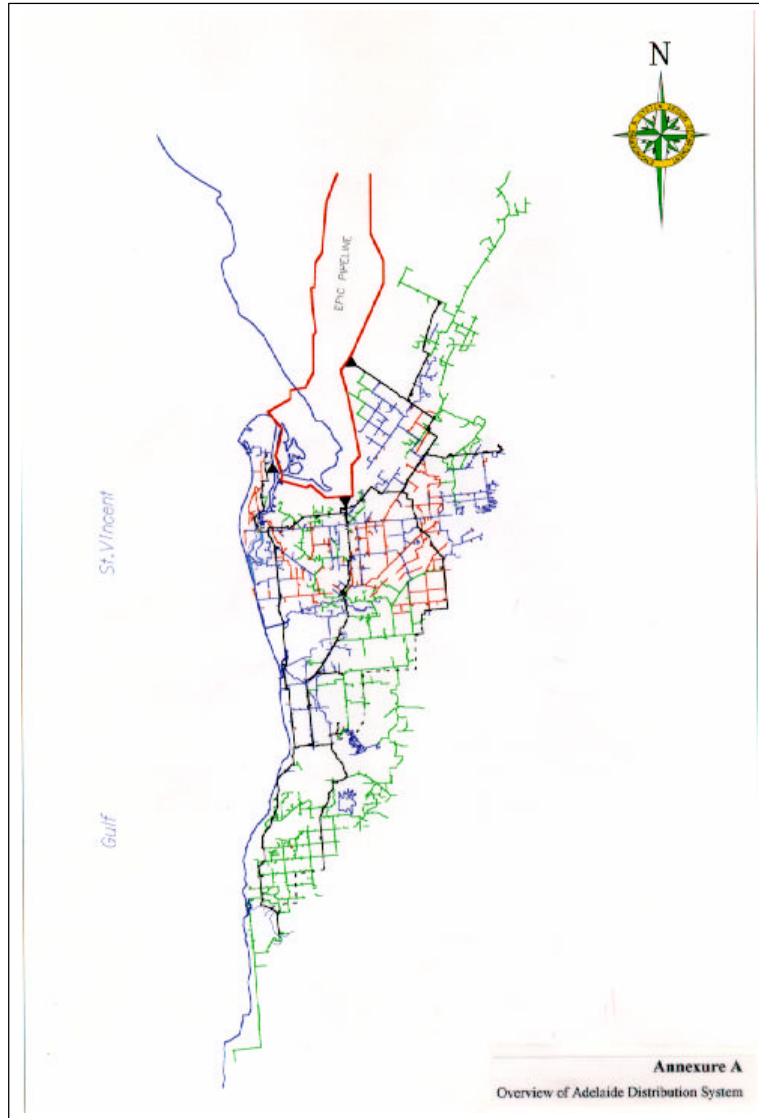 N
EPIC PIPELINE
St.Vincent
Gulf
Annexure A
Overview of Adelaide Distribution System